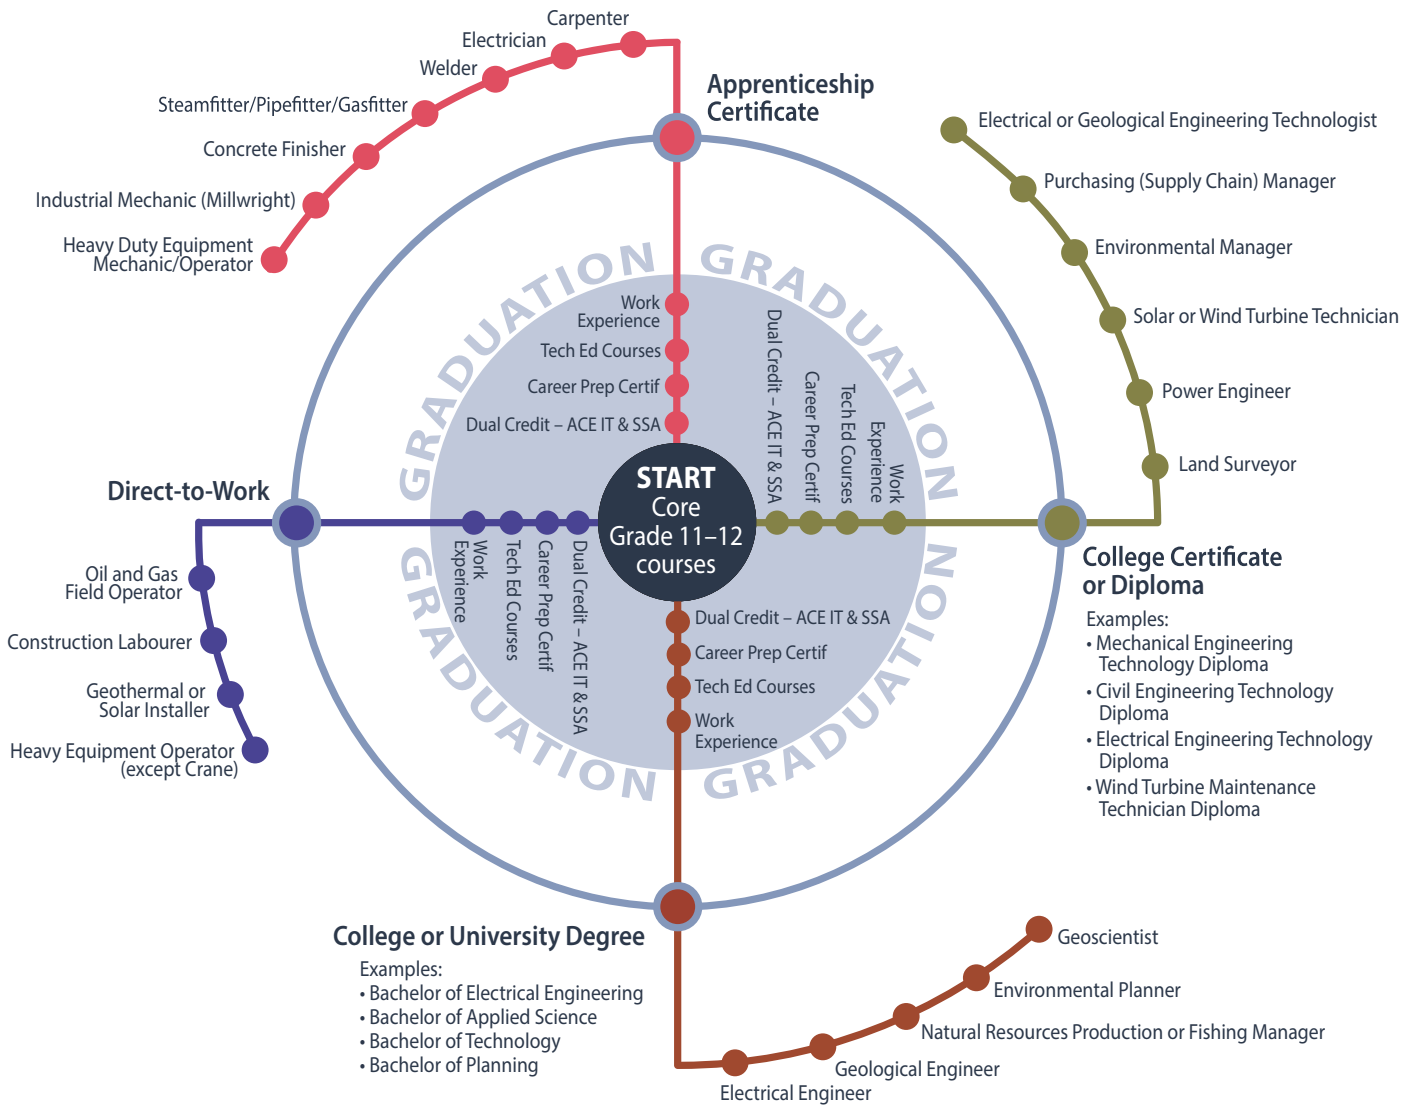 Carpenter
Electrician
Welder
Steamfitter/Pipefitter/Gasfitter
Concrete Finisher
Industrial Mechanic (Millwright)
Heavy Duty Equipment
Mechanic/Operator
Apprenticeship
Certificate
Electrical or Geological Engineering Technologist
Purchasing (Supply Chain) Manager
Environmental Manager
Solar or Wind Turbine Technician
Power Engineer
Land Surveyor
GRADUATION
GRADUATION
Work
Experience
Tech Ed Courses
Career Prep Certif
Dual Credit – ACE IT & SSA
Dual Credit – ACE IT & SSA
Career Prep Certif
Tech Ed Courses
Work
Experience
START
Core
Grade 11–12
courses
Direct-to-Work
Oil and Gas
Field Operator
Construction Labourer
Geothermal or
Solar Installer
Heavy Equipment Operator
(except Crane)
Work
Experience
Tech Ed Courses
Career Prep Certif
Dual Credit – ACE IT & SSA
Dual Credit – ACE IT & SSA
Career Prep Certif
Tech Ed Courses
Work
Experience
GRADUATION
GRADUATION
College Certificate
or Diploma
Examples:
• Mechanical Engineering
Technology Diploma
• Civil Engineering Technology
Diploma
• Electrical Engineering Technology
Diploma
• Wind Turbine Maintenance
Technician Diploma
College or University Degree
Examples:
• Bachelor of Electrical Engineering
• Bachelor of Applied Science
• Bachelor of Technology
• Bachelor of Planning
Geoscientist
Environmental Planner
Natural Resources Production or Fishing Manager
Geological Engineer
Electrical Engineer